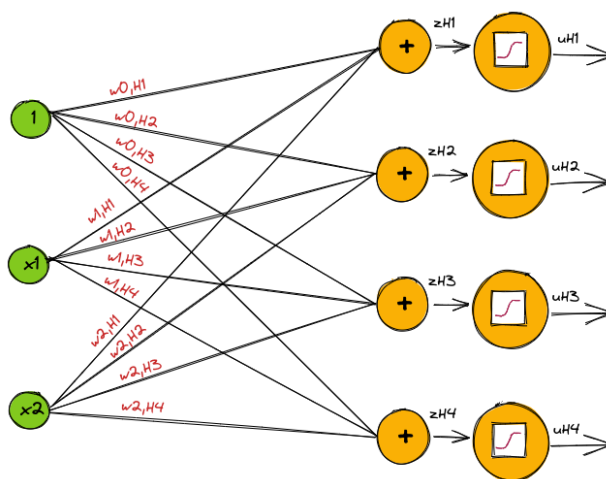 zH1
uH1
+
w0,H1
1
w0,H2
w0,H3
w0,H4
zH2
uH2
+
w1,H1
w1,H2
x1
w1,H3
w1,H4
zH3
uH3
+
w2,H1
w2,H2
w2,H3
x2
w2,H4
zH4
uH4
+